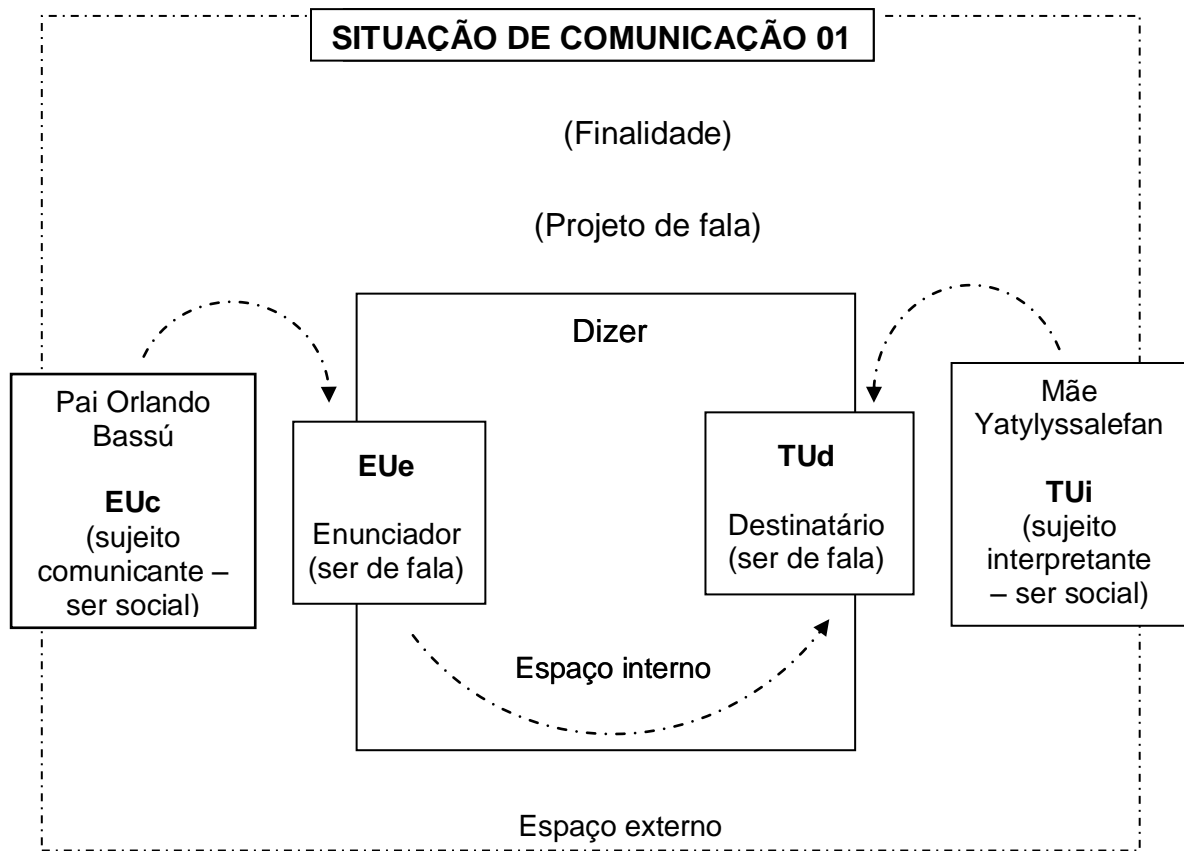 SITUAÇÃO DE COMUNICAÇÃO 01
(Finalidade)
(Projeto de fala)
Dizer
Pai Orlando
Bassú
EUc
(sujeito
comunicante –
ser social)
EUe
Enunciador
(ser de fala)
TUd
Destinatário
(ser de fala)
Mãe
Yatylyssalefan
TUi
(sujeito
interpretante
– ser social)
Espaço interno
Espaço externo